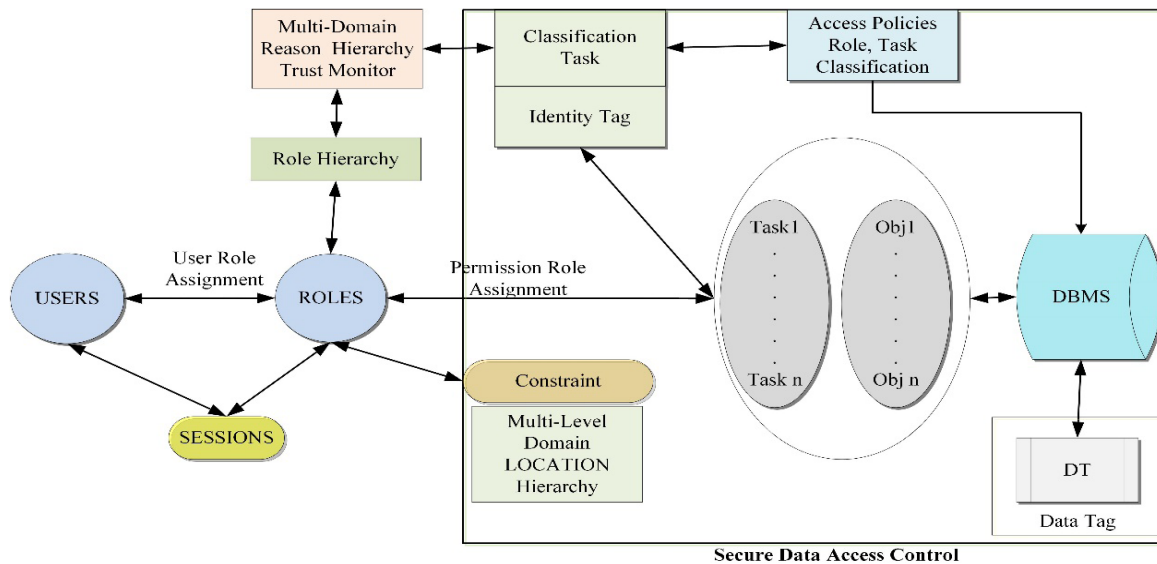 Multi-Domain
Reason Hierarchy
Trust Monitor
Classification
Task
Identity Tag
Access Policies
Role, Task
Classification
Role Hierarchy
User Role
Assignment
Permission Role
Assignment
USERS
ROLES
SESSIONS
Constraint
Multi-Level
Domain
LOCATION
Hierarchy
Task1
Task n
Obj1
Obj n
DBMS
DT
Data Tag
Secure Data Access Control